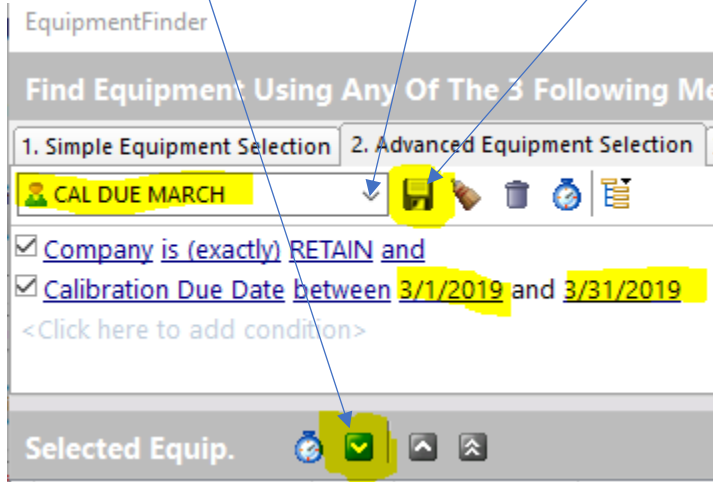 EquipmentFinder
Find Equipment Using Any Of The 3 Following Me
1. Simple Equipment Selection 2. Advanced Equipment Selection
CAL DUE MARCH
Company is (exactly) RETAIN and
Calibration Due Date between 3/1/2019 and 3/31/2019
<Click here to add condition>
Selected Equip.